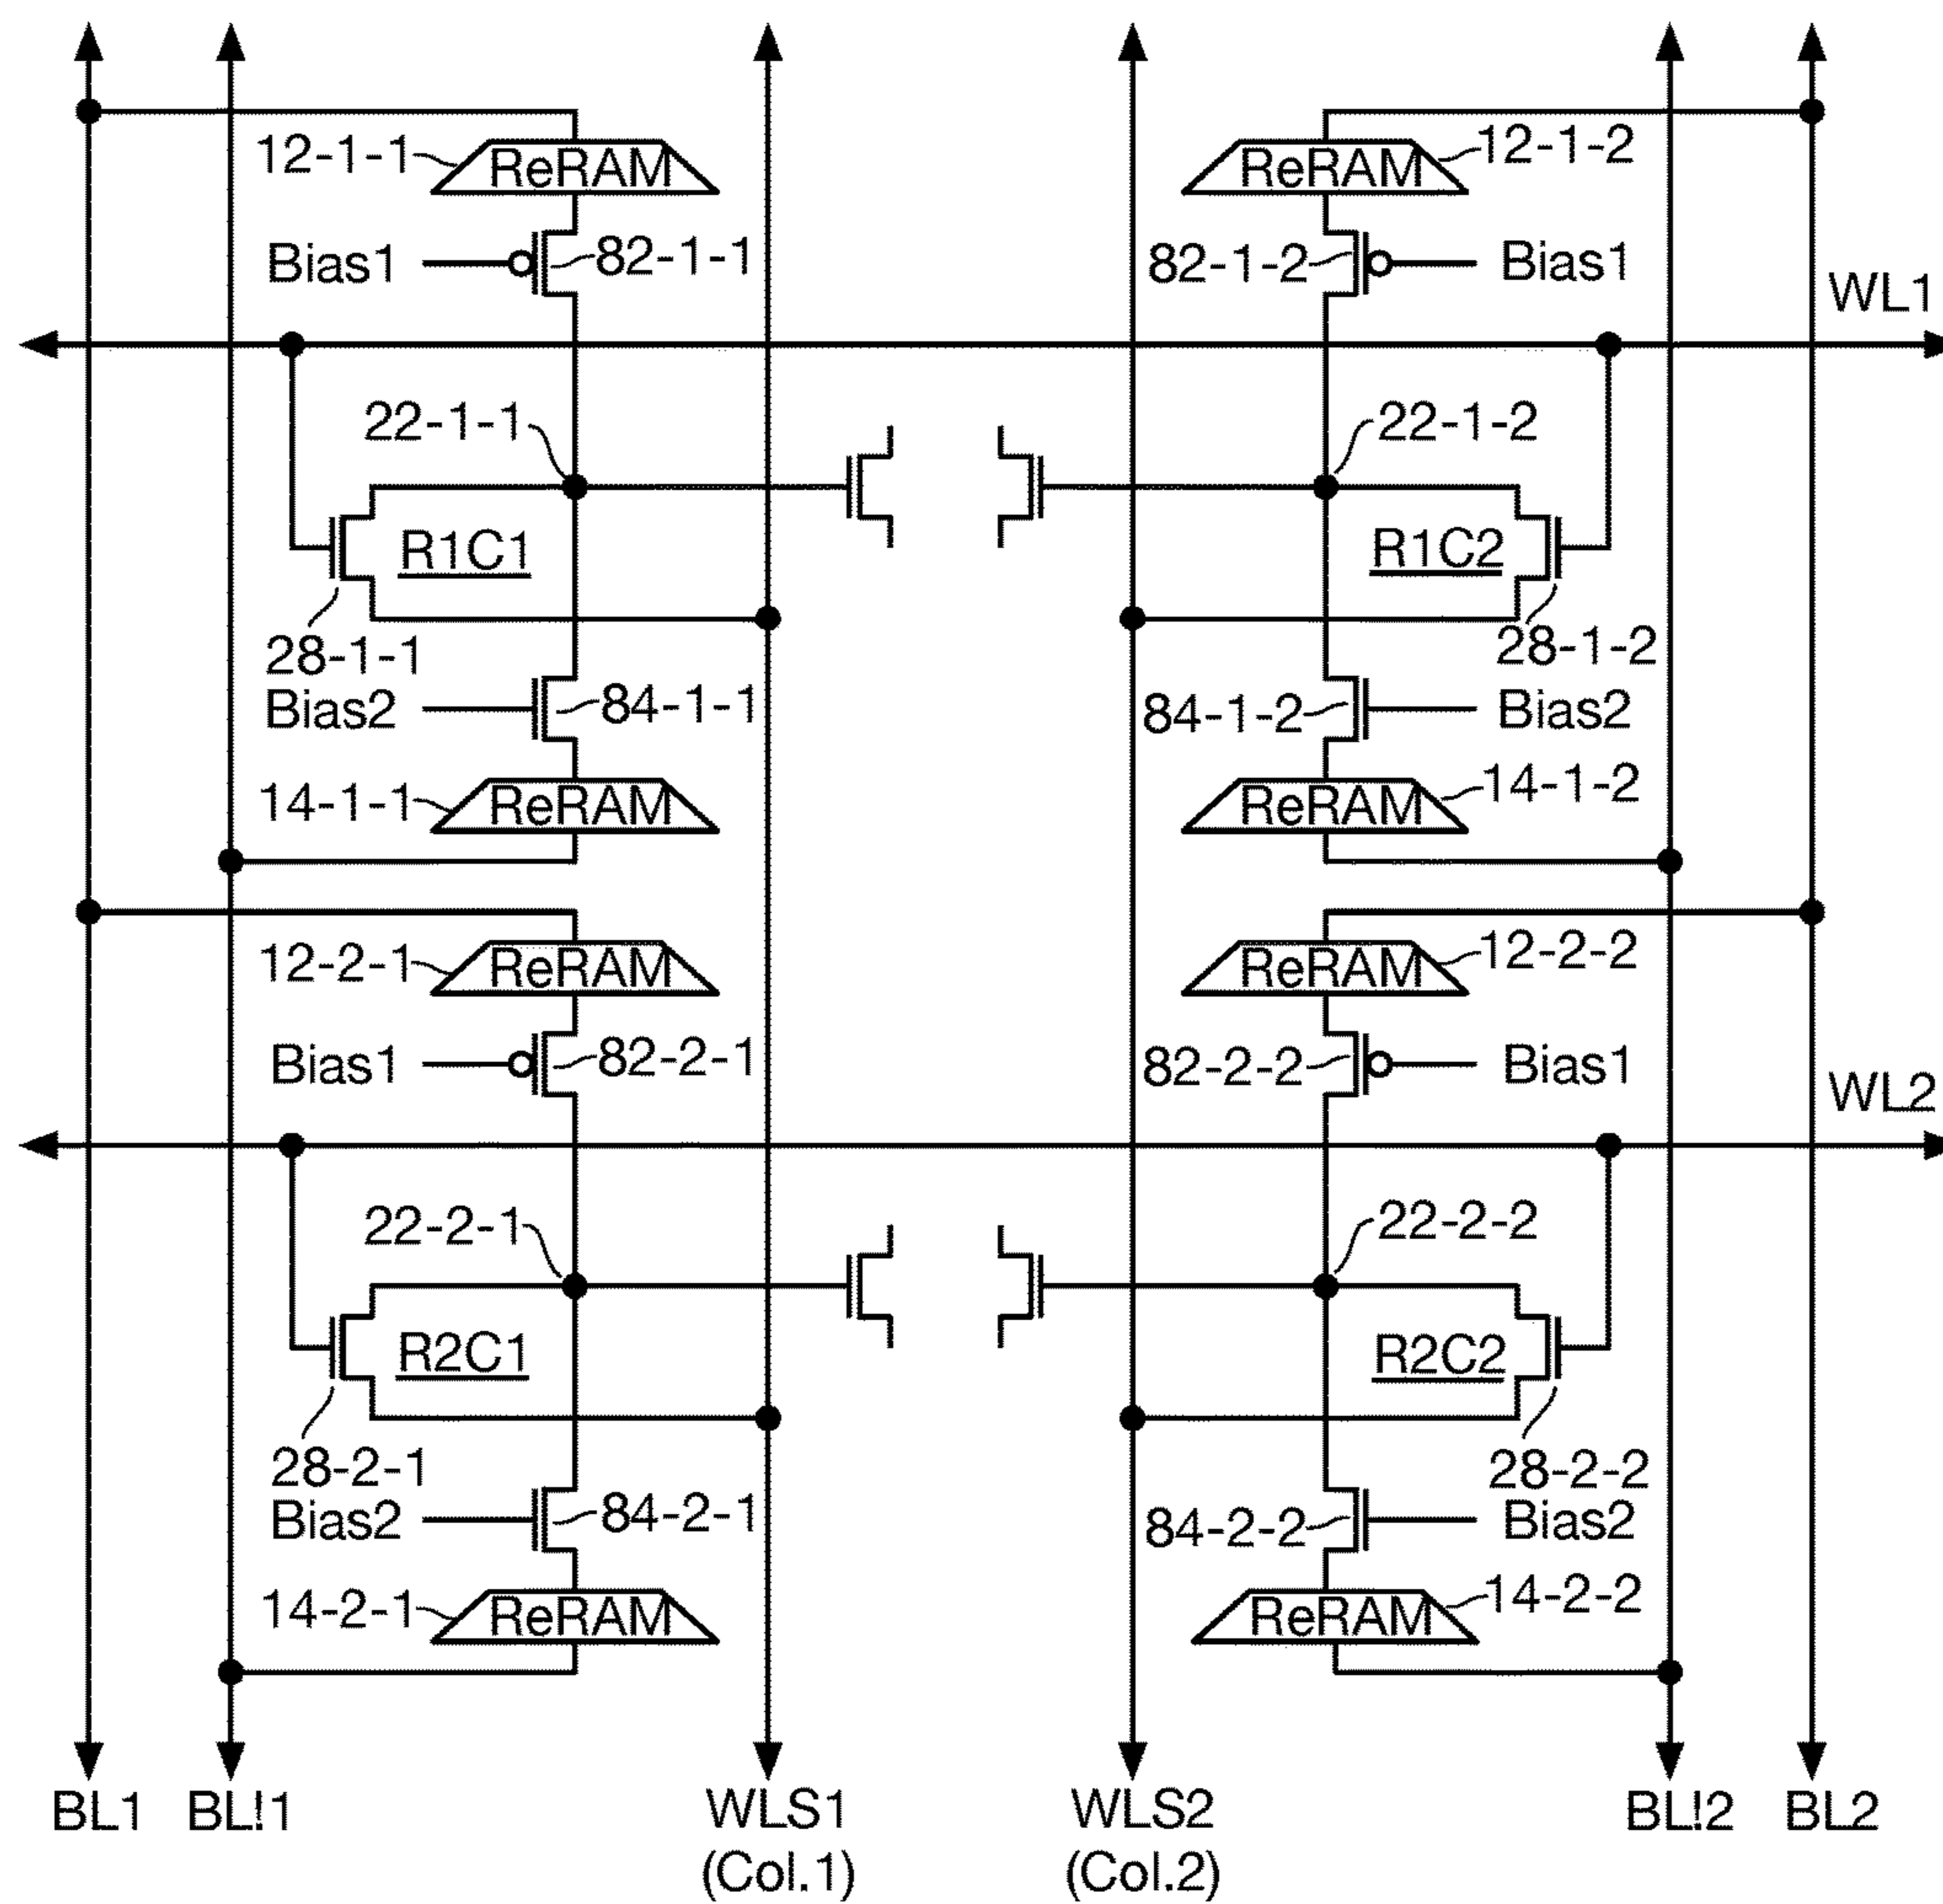 12-1-1 ReRAM ReRAM 12-1-2
Bias1 82-1-1 82-1-2 Bias1
WL1
22-1-1 22-1-2
R1C1 R1C2
28-1-1 28-1-2
Bias2 84-1-1 84-1-2 Bias2
14-1-1 ReRAM ReRAM 14-1-2
12-2-1 ReRAM ReRAM 12-2-2
Bias1 82-2-1 82-2-2 Bias1
WL2
22-2-1 22-2-2
R2C1 R2C2
28-2-1 28-2-2
Bias2 84-2-1 84-2-2 Bias2
14-2-1 ReRAM ReRAM 14-2-2
BL1 BL!1 WLS1 WLS2 BL!2 BL2
(Col.1) (Col.2)